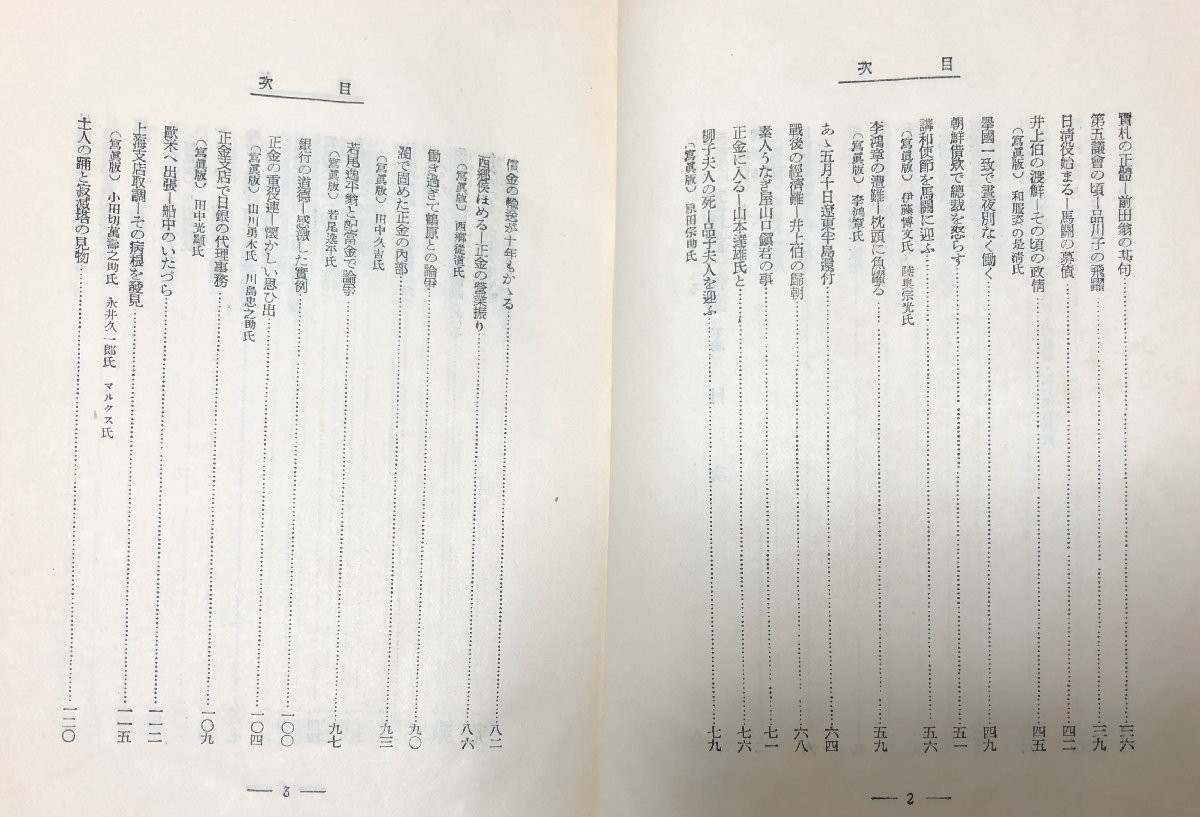 目次
賣札の正體―前田翁の某句……三六
第五議會の頃―品川子の飛躍……三九
日淸役始まる―馬關の募債……四二
井上伯の渡鮮―その頃の政情……四五
(寫眞版) 和服姿の是淸氏
擧國一致で晝夜別なく働く……四九
朝鮮借款で總裁を怒らす……五一
講和使節を馬關に迎ふ……五六
(寫眞版) 伊藤博文氏 陸奧宗光氏
李鴻章の遭難―枕頭に角…る……五九
(寫眞版) 李鴻章氏
あゝ五月十日遼東半島還付……六四
戰後の經濟難―井上伯の歸朝……六八
素人うなぎ屋山口鎭君の事……七一
正金に入る―山本達雄氏と……七六
柳子夫人の死―品子夫人を迎ふ……七九
(寫眞版) 原田宗助氏
― 2 ―
目次
償金の輸送が十年もかゝる……八二
西鄕侯ほめる―正金の營業振り……八六
(寫眞版) 西鄕從道氏
働き過ぎて鶴原との論爭……九〇
閥で固めた正金の內部……九三
(寫眞版) 田中久吉氏
若尾逸平翁と配當金で論爭……九七
(寫眞版) 若尾逸平氏
銀行の道德―感激した實例……一〇〇
正金の重役連―懷かしい思ひ出……一〇四
(寫眞版) 山川勇木氏 川島忠之助氏
正金支店で日銀の代理事務……一〇九
(寫眞版) 田中光顯氏
歐米へ出張―船中のいたづら……一一二
上海支店取調―その病根を發見……一一五
(寫眞版) 小田切萬壽之助氏 永井久一郞氏 マルクス氏
土人の踊と寂滅塔の見物……一二〇
― 3 ―